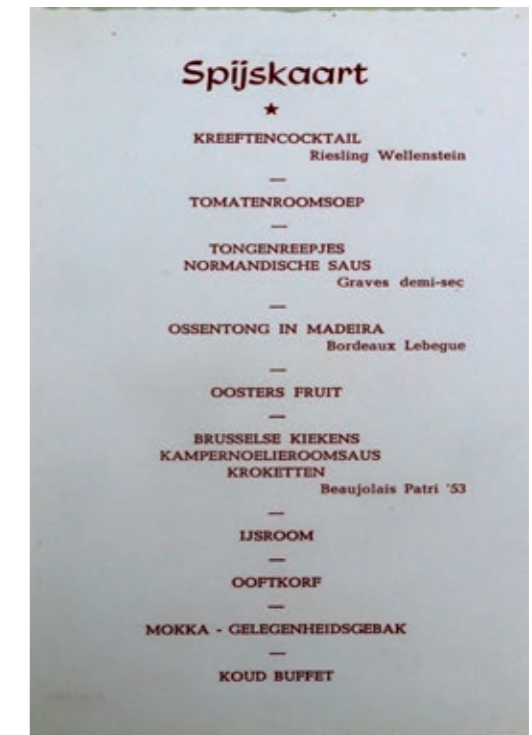 Spijskaart
★
KREEFTENCOCKTAIL
Riesling Wellenstein
—
TOMATENROOMSOEP
—
TONGENREEPJES
NORMANDISCHE SAUS
Graves demi-sec
—
OSSENTONG IN MADEIRA
Bordeaux Lebegue
—
OOSTERS FRUIT
—
BRUSSELSE KIEKENS
KAMPERNOELIEROOMSAUS
KROKETTEN
Beaujolais Patri '53
—
IJSROOM
—
OOFTKORF
—
MOKKA - GELEGENHEIDSGEBAK
—
KOUD BUFFET